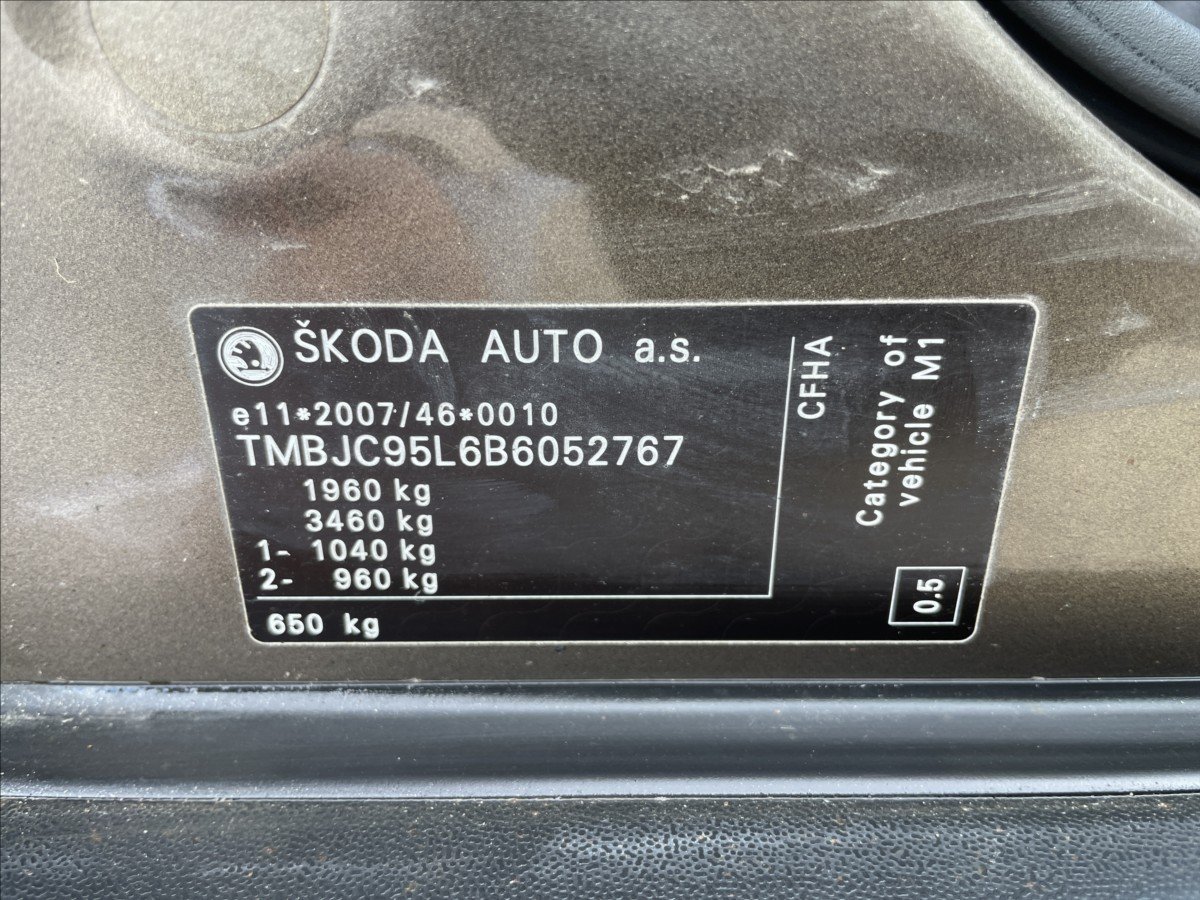 ŠKODA AUTO a.s.
e11*2007/46*0010
TMBJC95L6B6052767
1960 kg
3460 kg
1- 1040 kg
2- 960 kg
650 kg
CFHA
Category of
vehicle M1
0.5